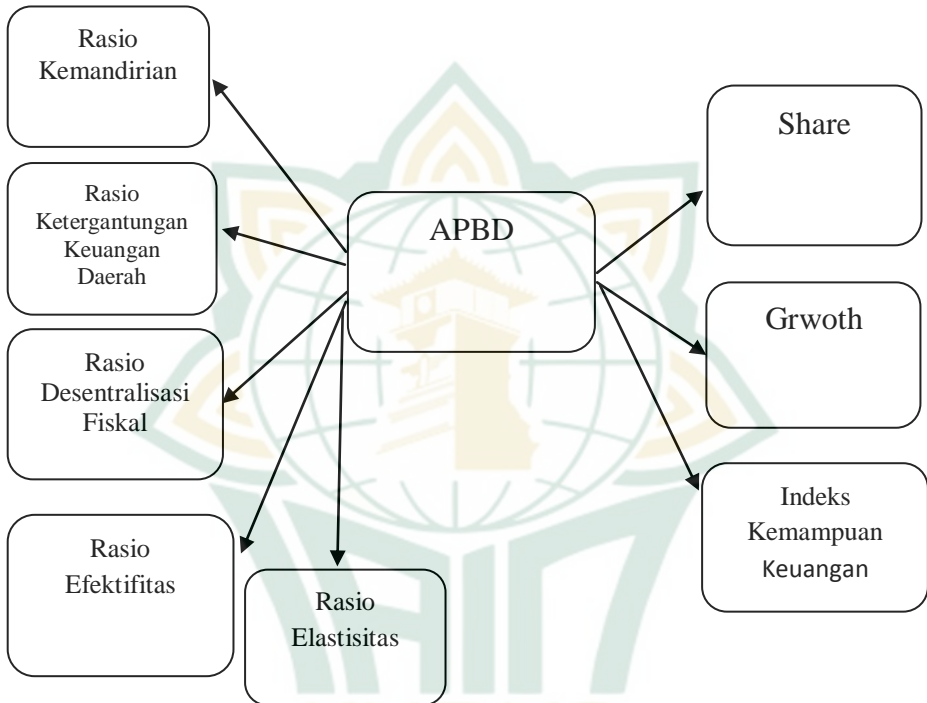 Rasio
Kemandirian
Rasio
Ketergantungan
Keuangan
Daerah
Rasio
Desentralisasi
Fiskal
Rasio
Efektifitas
Rasio
Elastisitas
APBD
Share
Grwoth
Indeks
Kemampuan
Keuangan